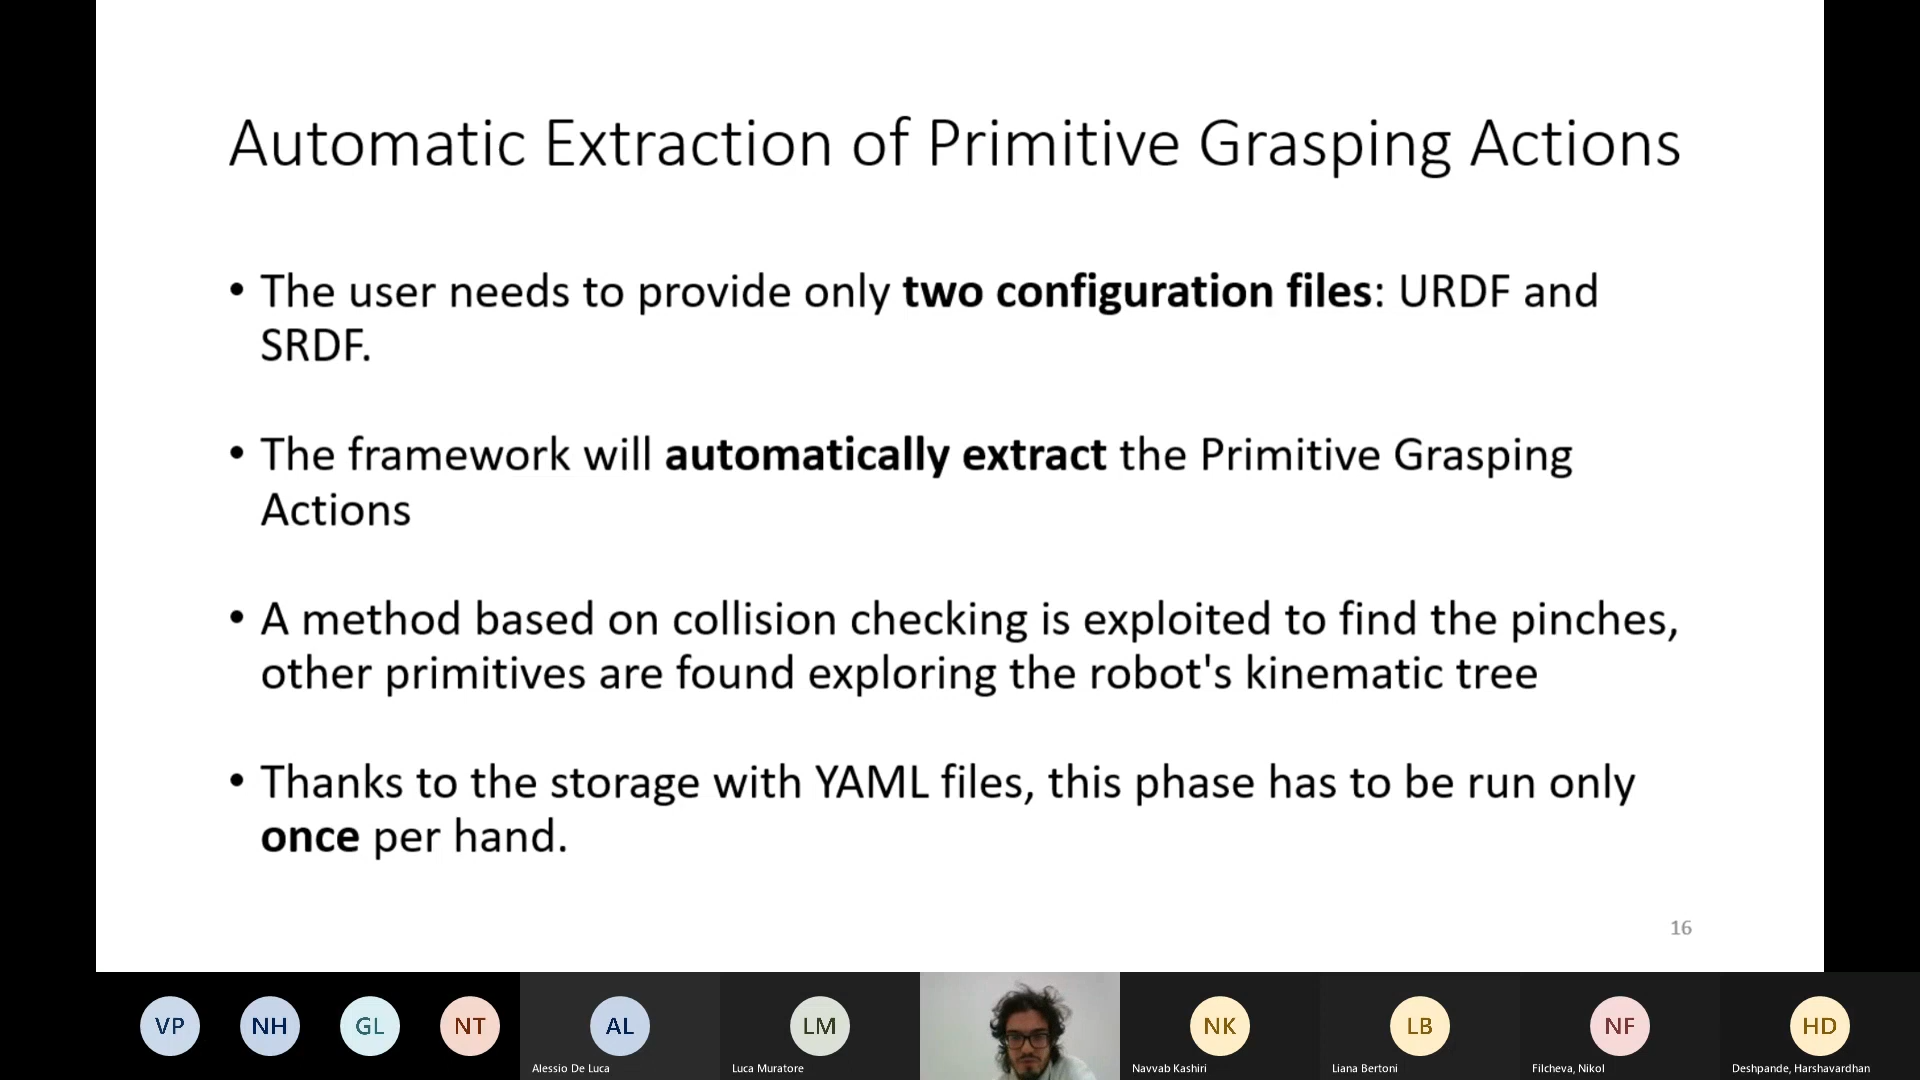 Automatic Extraction of Primitive Grasping Actions
• The user needs to provide only two configuration files: URDF and
SRDF.
• The framework will automatically extract the Primitive Grasping
Actions
• A method based on collision checking is exploited to find the pinches,
other primitives are found exploring the robot's kinematic tree
• Thanks to the storage with YAML files, this phase has to be run only
once per hand.
16
VP NH GL NT AL LM NK LB NF HD
Alessio De Luca Luca Muratore Navvab Kashiri Liana Bertoni Filcheva, Nikol Deshpande, Harshavardhan